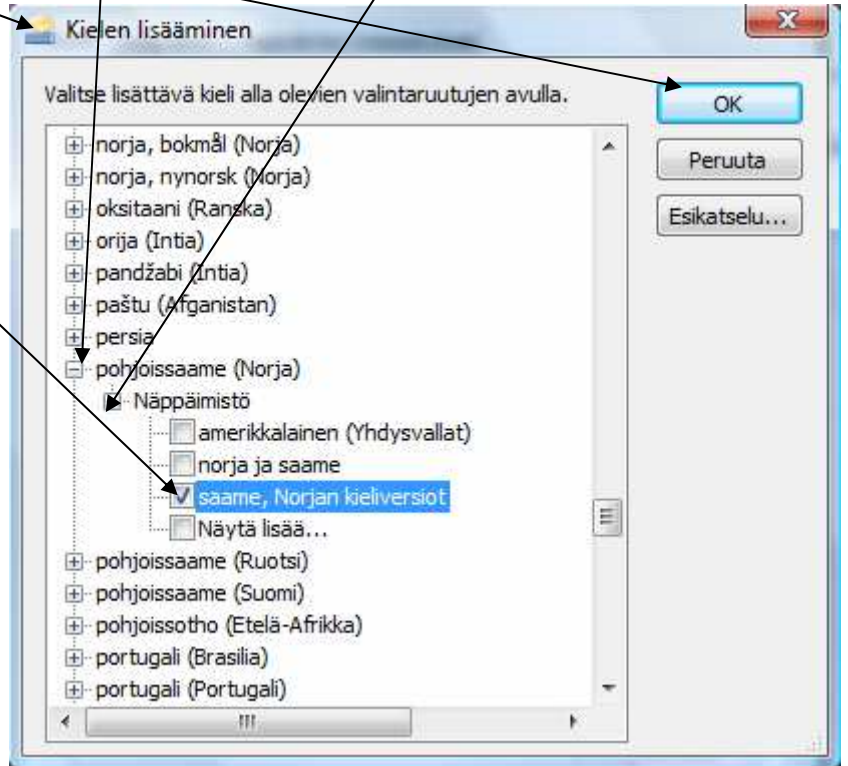 Kielen lisääminen
Valitse lisättävä kieli alla olevien valintaruutujen avulla.
norja, bokmål (Norja)
norja, nynorsk (Norja)
oksitaani (Ranska)
orija (Intia)
pandžabi (Intia)
paštu (Afganistan)
persia
pohjoissaame (Norja)
Näppäimistö
amerikkalainen (Yhdysvallat)
norja ja saame
saame, Norjan kieliversiot
Näytä lisää...
pohjoissaame (Ruotsi)
pohjoissaame (Suomi)
pohjoissotho (Etelä-Afrikka)
portugali (Brasilia)
portugali (Portugali)
OK
Peruuta
Esikatselu...